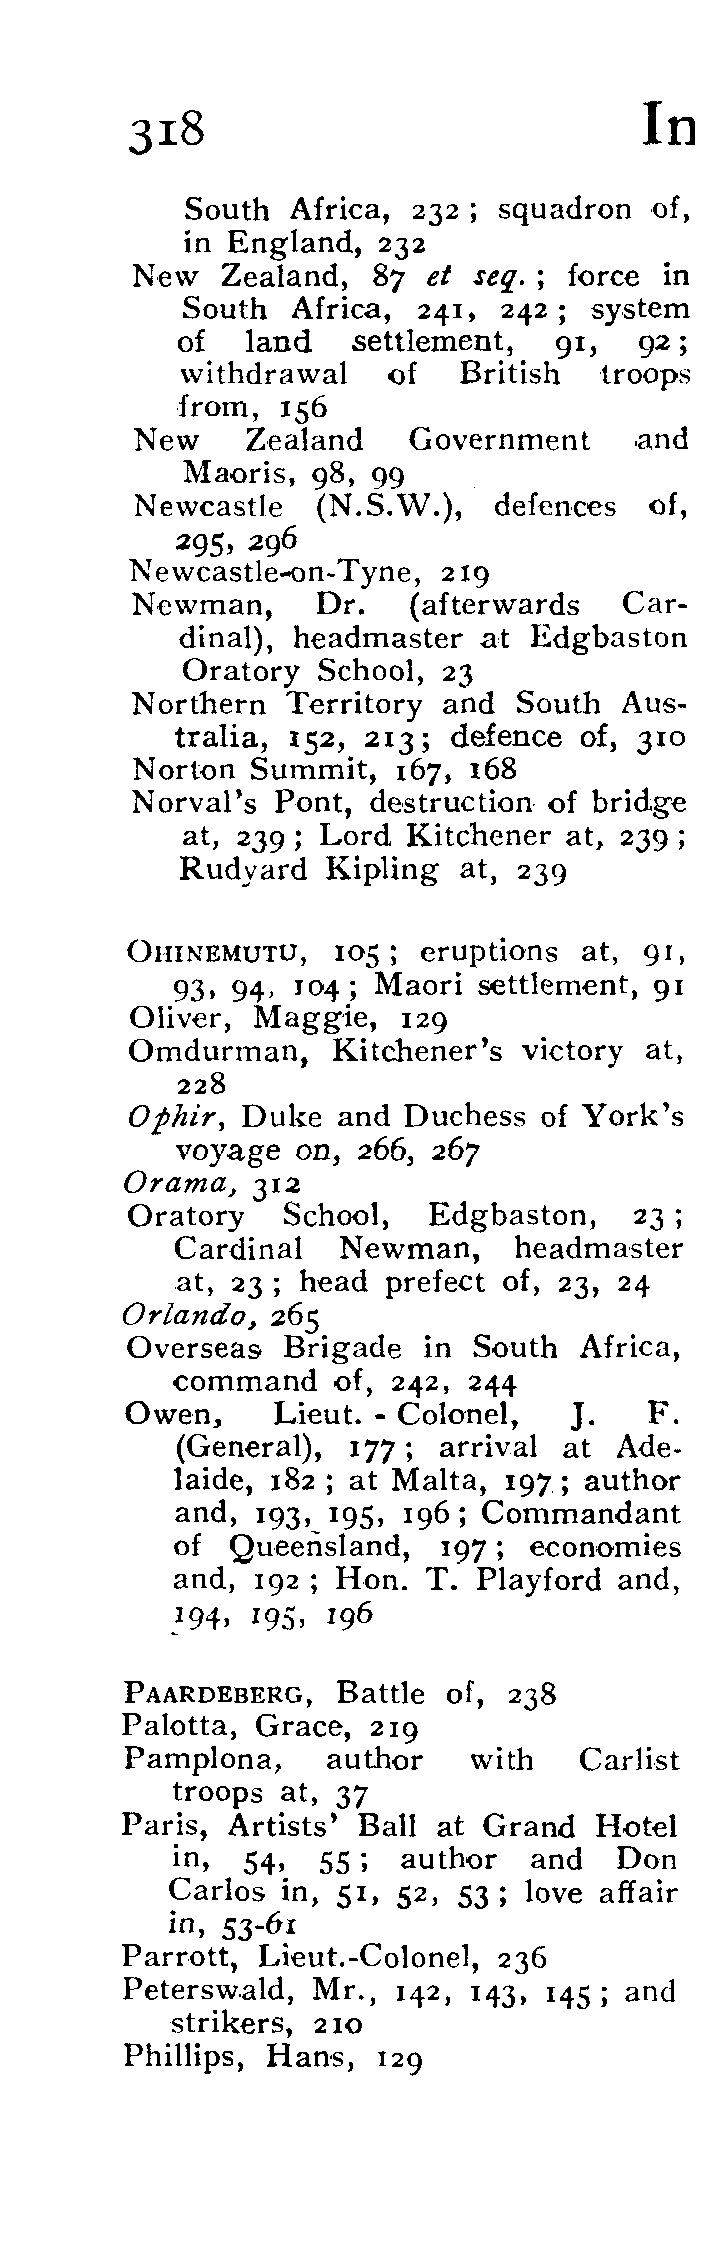 318 In
South Africa, 232 ; squadron of,
in England, 232
New Zealand, 87 et seq. ; force in
South Africa, 241, 242 ; system
of land settlement, 91, 92 ;
withdrawal of British troops
from, 156
New Zealand Government and
Maoris, 98, 99
Newcastle (N.S.W.), defences of,
295, 296
Newcastle-on-Tyne, 219
Newman, Dr. (afterwards Car-
dinal), headmaster at Edgbaston
Oratory School, 23
Northern Territory and South Aus-
tralia, 152, 213 ; defence of, 310
Norton Summit, 167, 168
Norval's Pont, destruction of bridge
at, 239 ; Lord Kitchener at, 239 ;
Rudyard Kipling at, 239
OHINEMUTU, 105 ; eruptions at, 91,
93, 94, 104 ; Maori settlement, 91
Oliver, Maggie, 129
Omdurman, Kitchener's victory at,
228
Ophir, Duke and Duchess of York's
voyage on, 266, 267
Orama, 312
Oratory School, Edgbaston, 23 ;
Cardinal Newman, headmaster
at, 23 ; head prefect of, 23, 24
Orlando, 265
Overseas Brigade in South Africa,
command of, 242, 244
Owen, Lieut. - Colonel, J. F.
(General), 177 ; arrival at Ade-
laide, 182 ; at Malta, 197 ; author
and, 193, 195, 196 ; Commandant
of Queensland, 197 ; economies
and, 192 ; Hon. T. Playford and,
194, 195, 196
PAARDEBERG, Battle of, 238
Palotta, Grace, 219
Pamplona, author with Carlist
troops at, 37
Paris, Artists' Ball at Grand Hotel
in, 54, 55 ; author and Don
Carlos in, 51, 52, 53 ; love affair
in, 53-61
Parrott, Lieut.-Colonel, 236
Peterswald, Mr., 142, 143, 145 ; and
strikers, 210
Phillips, Hans, 129